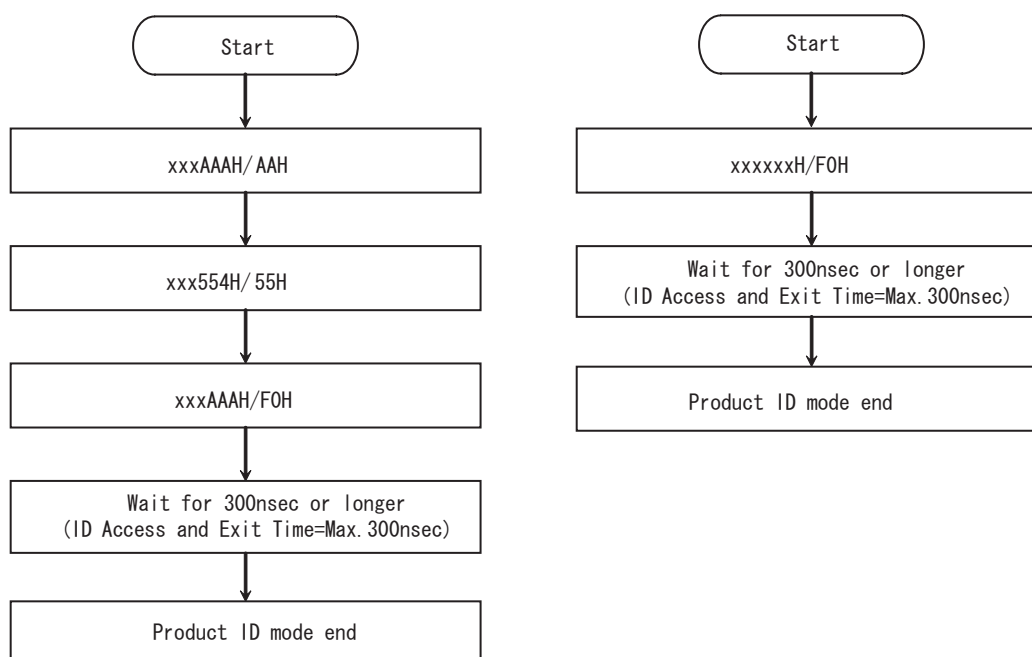 Start
xxxAAAH/AAH
xxx554H/55H
xxxAAAH/F0H
Wait for 300nsec or longer
(ID Access and Exit Time=Max.300nsec)
Product ID mode end
Start
xxxxxxH/F0H
Wait for 300nsec or longer
(ID Access and Exit Time=Max.300nsec)
Product ID mode end